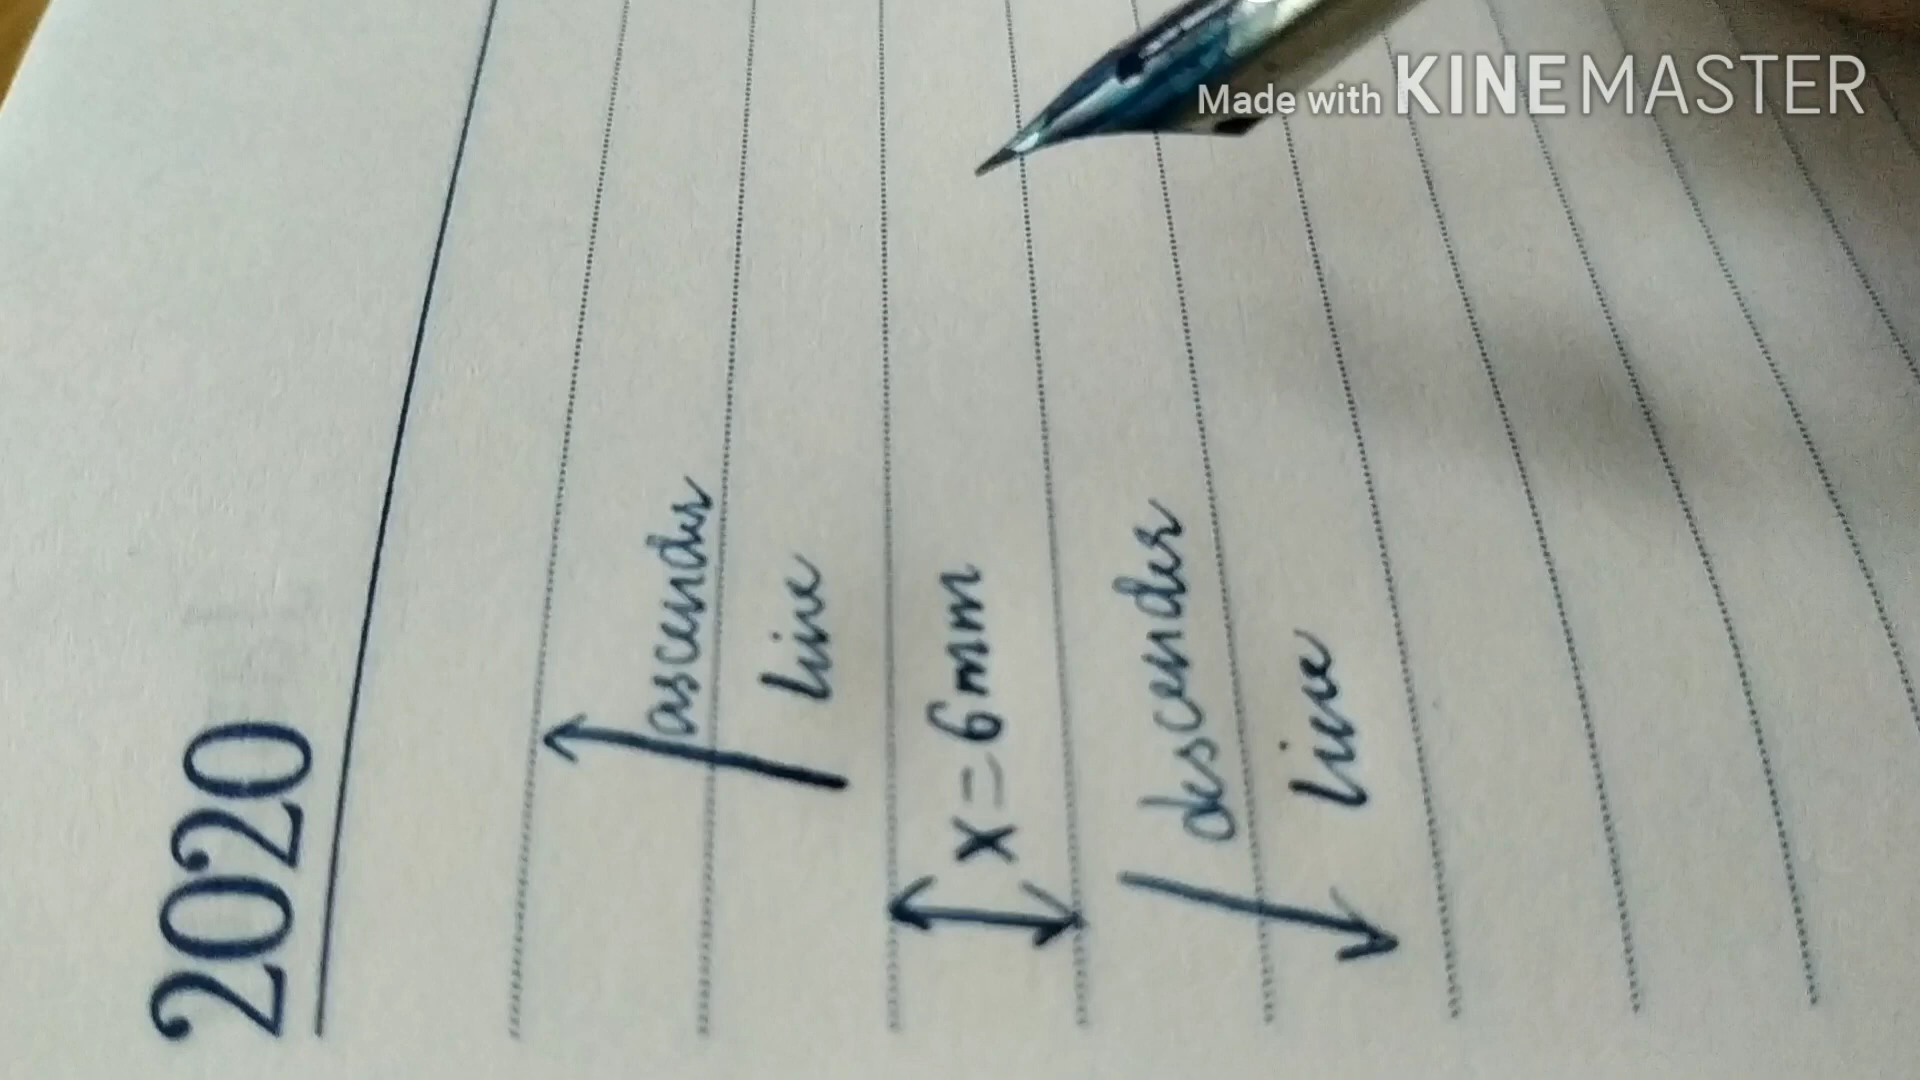 Made with KINEMASTER
2020
ascender
line
x = 6mm
descender
line